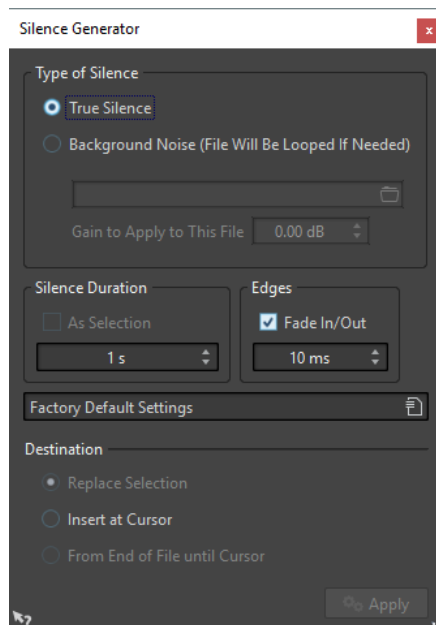 Silence Generator
x
Type of Silence
True Silence
Background Noise (File Will Be Looped If Needed)
Gain to Apply to This File 0.00 dB
Silence Duration
As Selection
1 s
Edges
Fade In/Out
10 ms
Factory Default Settings
Destination
Replace Selection
Insert at Cursor
From End of File until Cursor
Apply
?